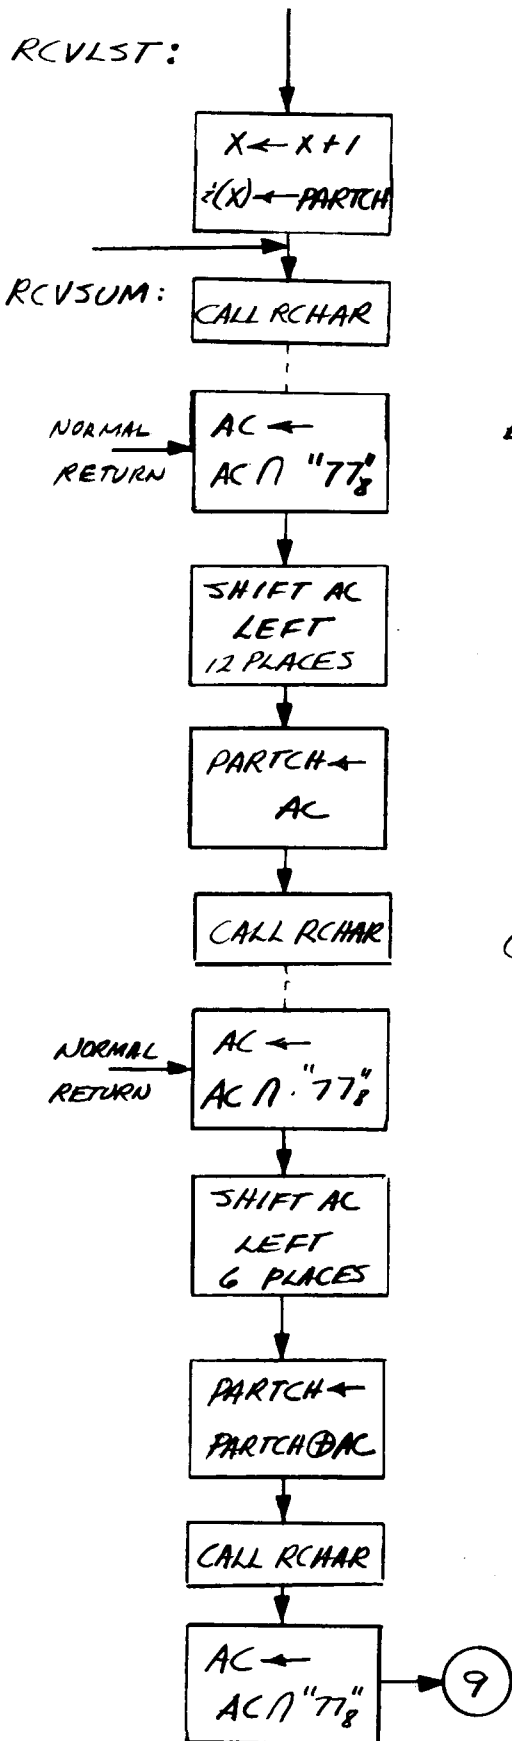 RCVLST:
X ← X + 1
i(X) ← PARTCH
RCVSUM:
CALL RCHAR
NORMAL
RETURN
AC ←
AC ∩ "77₈"
SHIFT AC
LEFT
12 PLACES
PARTCH ←
AC
CALL RCHAR
NORMAL
RETURN
AC ←
AC ∩ "77₈"
SHIFT AC
LEFT
6 PLACES
PARTCH ←
PARTCH ⊕ AC
CALL RCHAR
AC ←
AC ∩ "77₈"
9